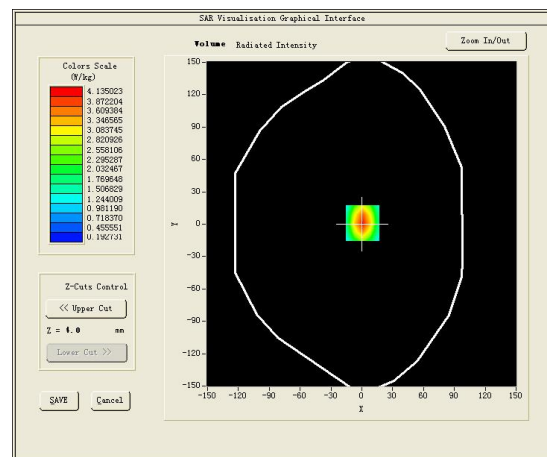 SAR Visualisation Graphical Interface
Volume Radiated Intensity
Zoom In/Out
Colors Scale
(W/kg)
4.135023
3.872204
3.609384
3.346565
3.083745
2.820926
2.558106
2.295287
2.032467
1.769648
1.506829
1.244009
0.981190
0.718370
0.455551
0.192731
Z-Cuts Control
<< Upper Cut
Z = 4.0 mm
Lower Cut >>
SAVE Cancel
150
120
90
60
30
0
-30
-60
-90
-120
-150
Y
-150 -120 -90 -60 -30 0 30 60 90 120 150
X